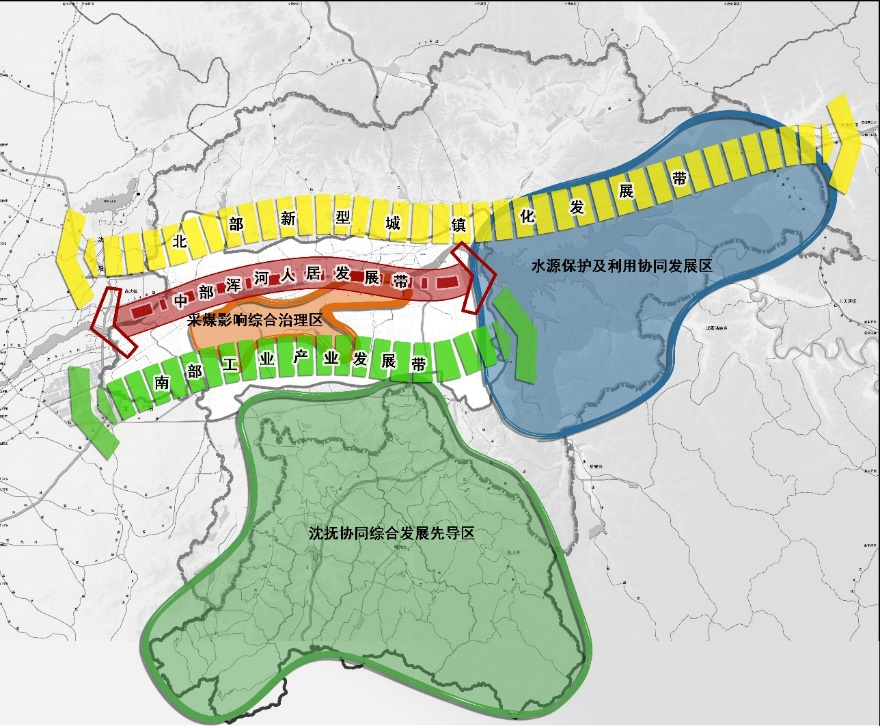 北部新型城镇化发展带
水源保护及利用协同发展区
中部浑河人居发展带
采煤影响综合治理区
南部工业产业发展带
沈抚协同综合发展先导区